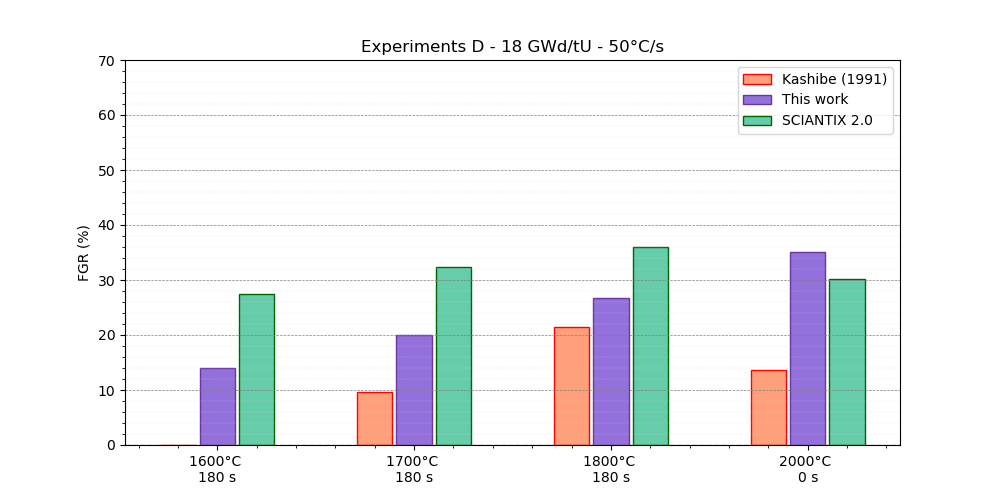 Experiments D - 18 GWd/tU - 50°C/s
Kashibe (1991)
This work
SCIANTIX 2.0
FGR (%)
70
60
50
40
30
20
10
0
1600°C
180 s
1700°C
180 s
1800°C
180 s
2000°C
0 s